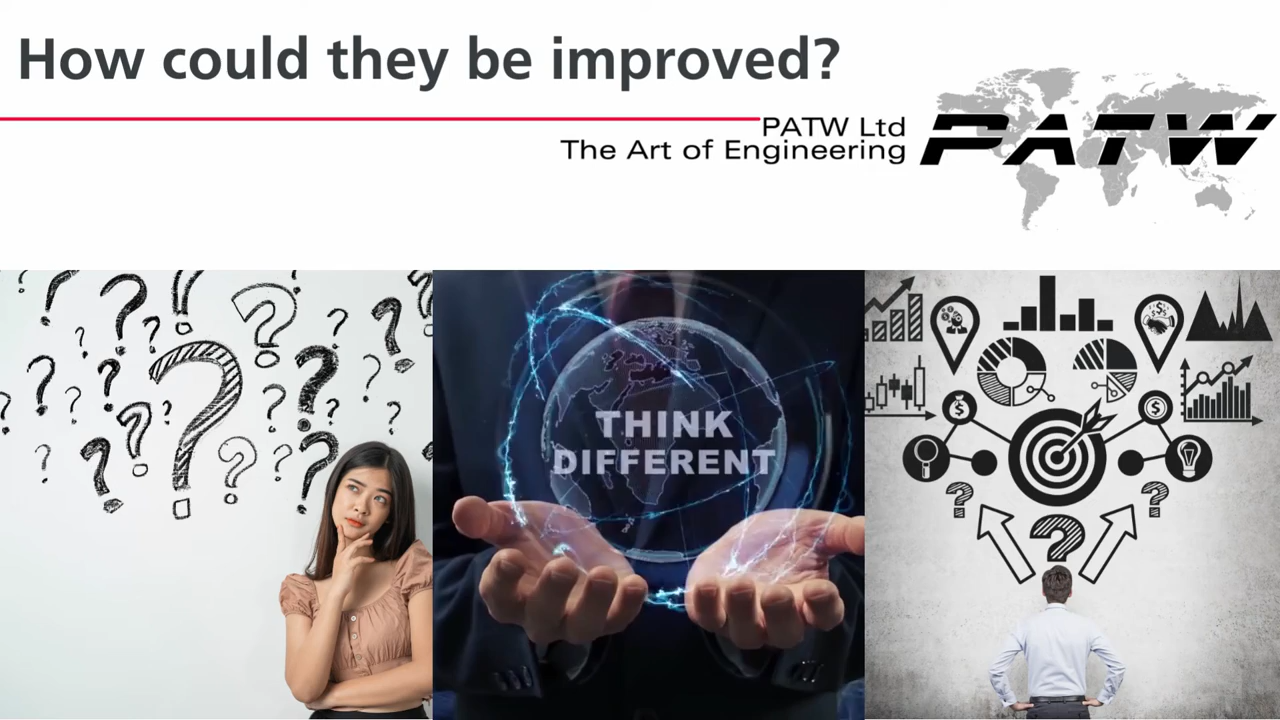 How could they be improved?
PATW Ltd
The Art of Engineering
PATW
THINK
DIFFERENT